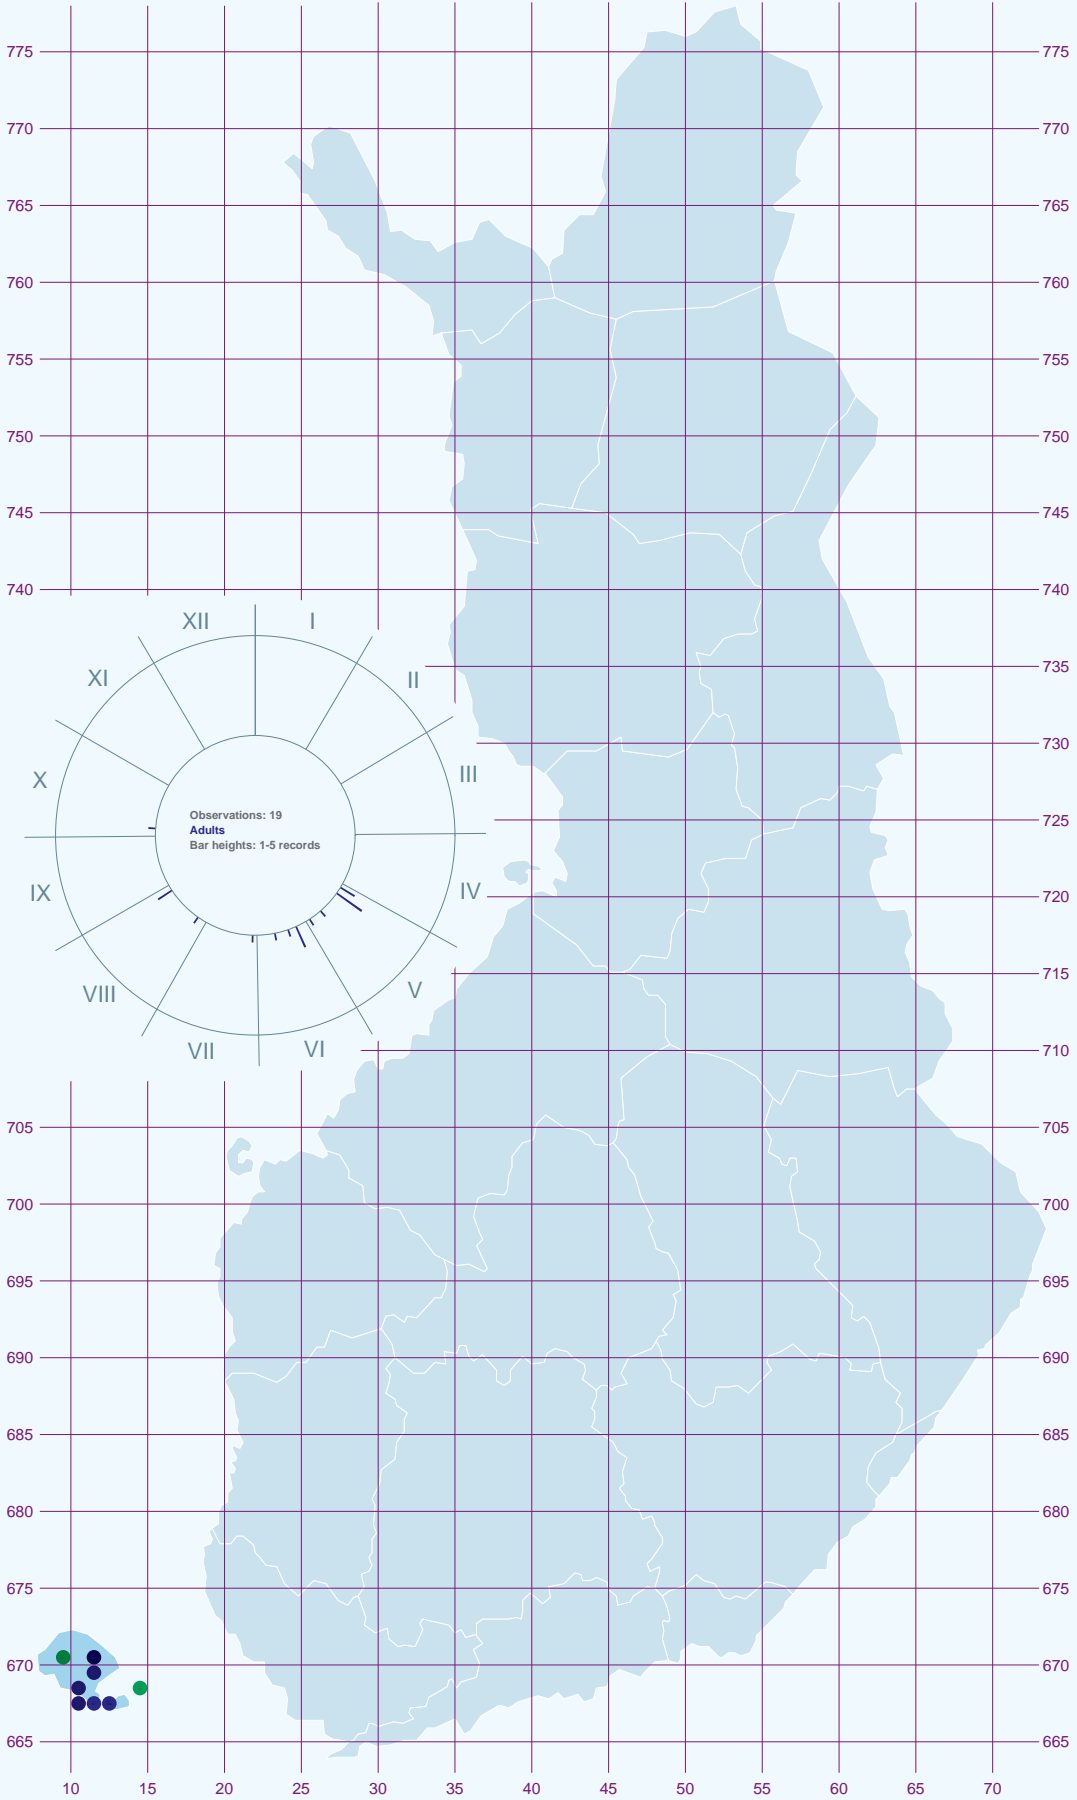 775 775
770 770
765 765
760 760
755 755
750 750
745 745
740 740
XII I
XI II
735
730
X III
Observations: 19
725
Adults
Bar heights: 1-5 records
IX IV
720
715
VIII V
VII VI
710
705 705
700 700
695 695
690 690
685 685
680 680
675 675
670 670
665 665
10 15 20 25 30 35 40 45 50 55 60 65 70